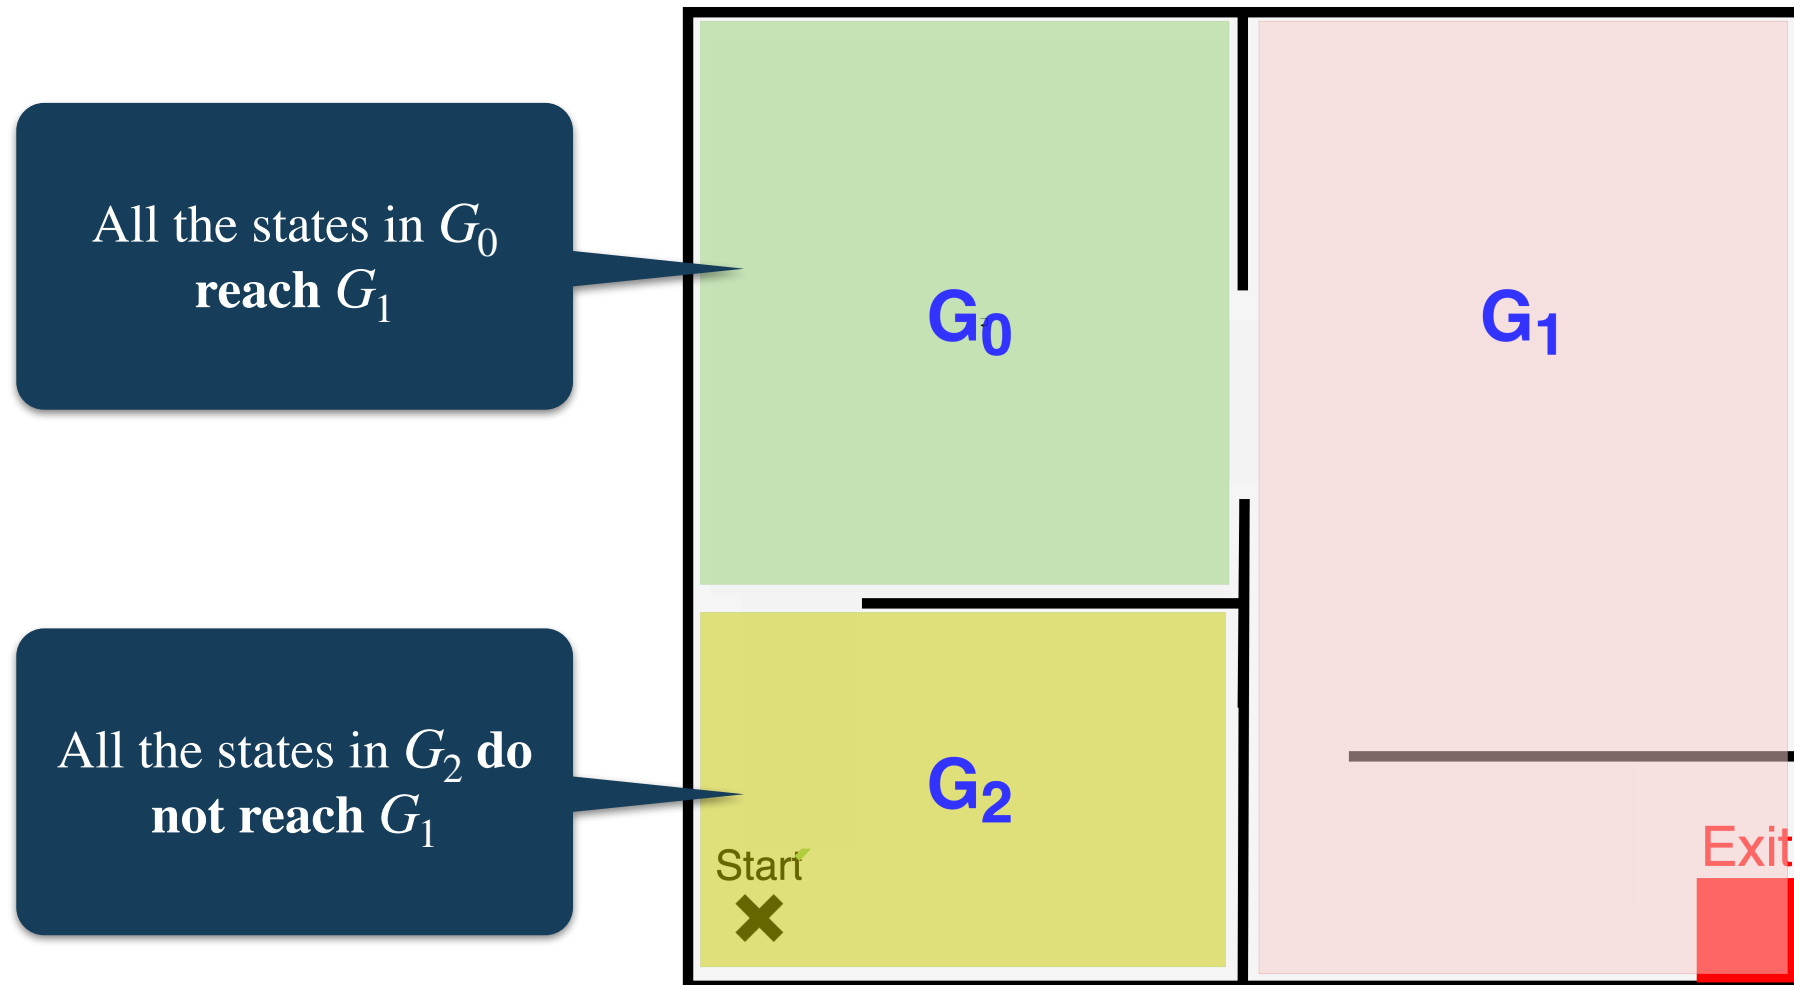 All the states in G₀
reach G₁
G₀
G₁
All the states in G₂ do
not reach G₁
G₂
Start
Exit